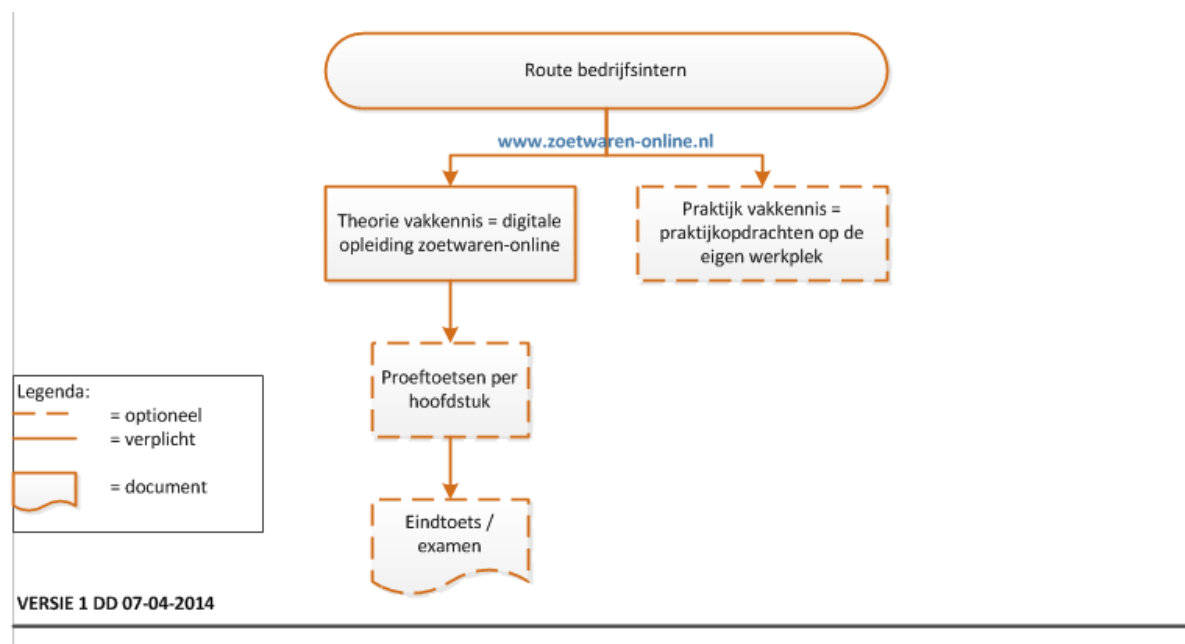 Route bedrijfsintern
www.zoetwaren-online.nl
Theorie vakkennis = digitale
opleiding zoetwaren-online
Praktijk vakkennis =
praktijkopdrachten op de
eigen werkplek
Proeftoetsen per
hoofdstuk
Legenda:
= optioneel
= verplicht
= document
Eindtoets /
examen
VERSIE 1 DD 07-04-2014